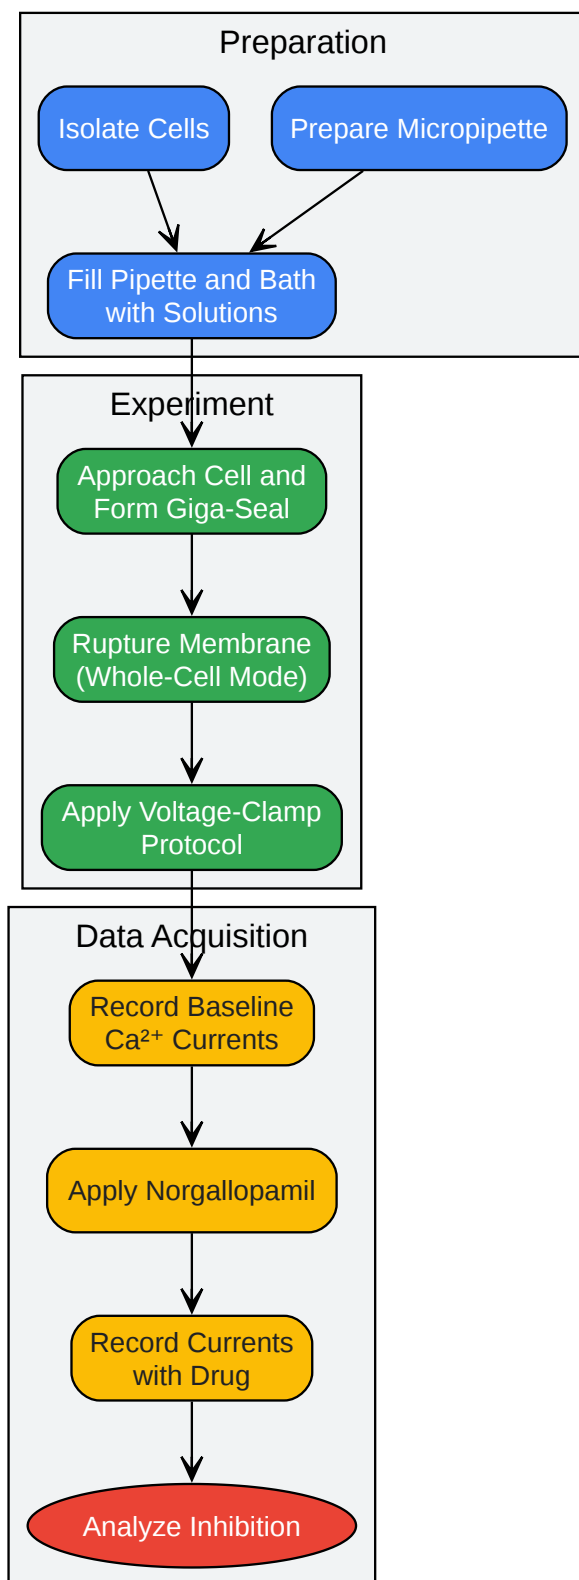 Preparation
Isolate Cells
Prepare Micropipette
Fill Pipette and Bath
with Solutions
Experiment
Approach Cell and
Form Giga-Seal
Rupture Membrane
(Whole-Cell Mode)
Apply Voltage-Clamp
Protocol
Data Acquisition
Record Baseline
Ca²⁺ Currents
Apply Norgallopamil
Record Currents
with Drug
Analyze Inhibition